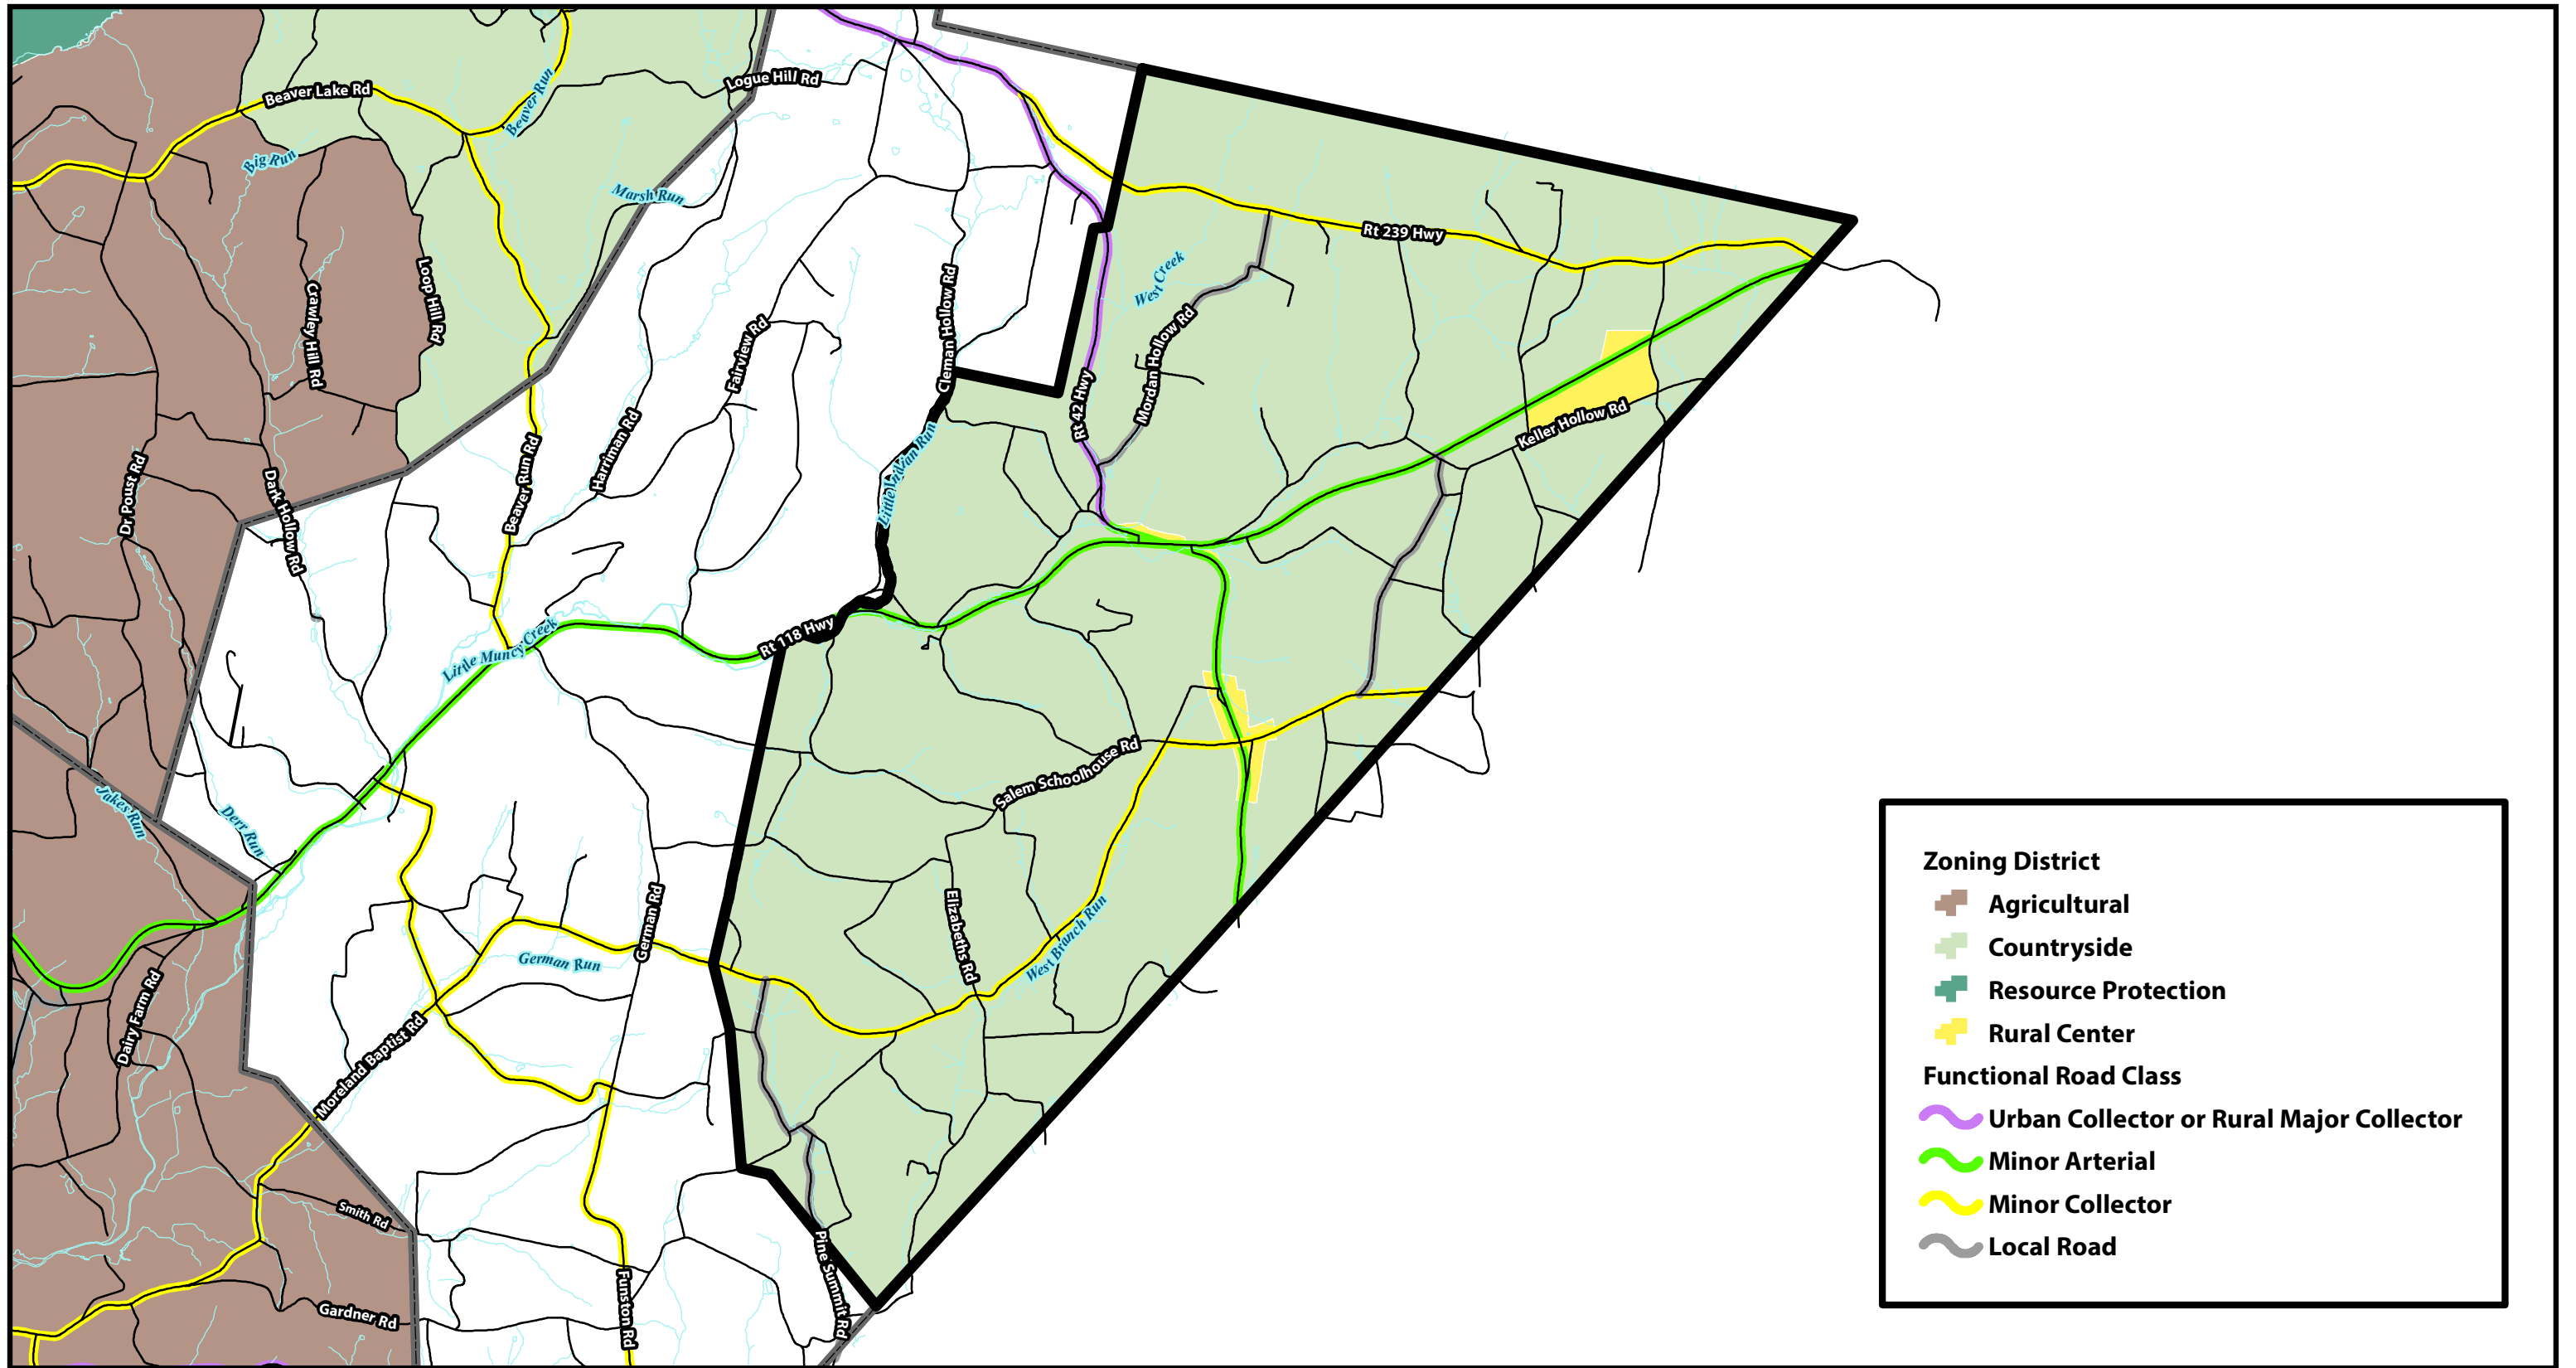 Logue Hill Rd
Beaver Lake Rd
Beaver Run
Big Run
Marsh Run
Rt 239 Hwy
West Creek
Loop Hill Rd
Crawley Hill Rd
Cleman Hollow Rd
Mordan Hollow Rd
Fairview Rd
Rt 42 Hwy
Keller Hollow Rd
Harriman Rd
Beaver Run Rd
Little Indian Run
Dr Poust Rd
Dark Hollow Rd
Rt 118 Hwy
Little Muncy Creek
Salem Schoolhouse Rd
Jakes Run
Derr Run
German Rd
Elizabeths Rd
West Branch Run
German Run
Dairy Farm Rd
Moreland Baptist Rd
Smith Rd
Pine Summit Rd
Funston Rd
Gardner Rd
Zoning District
Agricultural
Countryside
Resource Protection
Rural Center
Functional Road Class
Urban Collector or Rural Major Collector
Minor Arterial
Minor Collector
Local Road